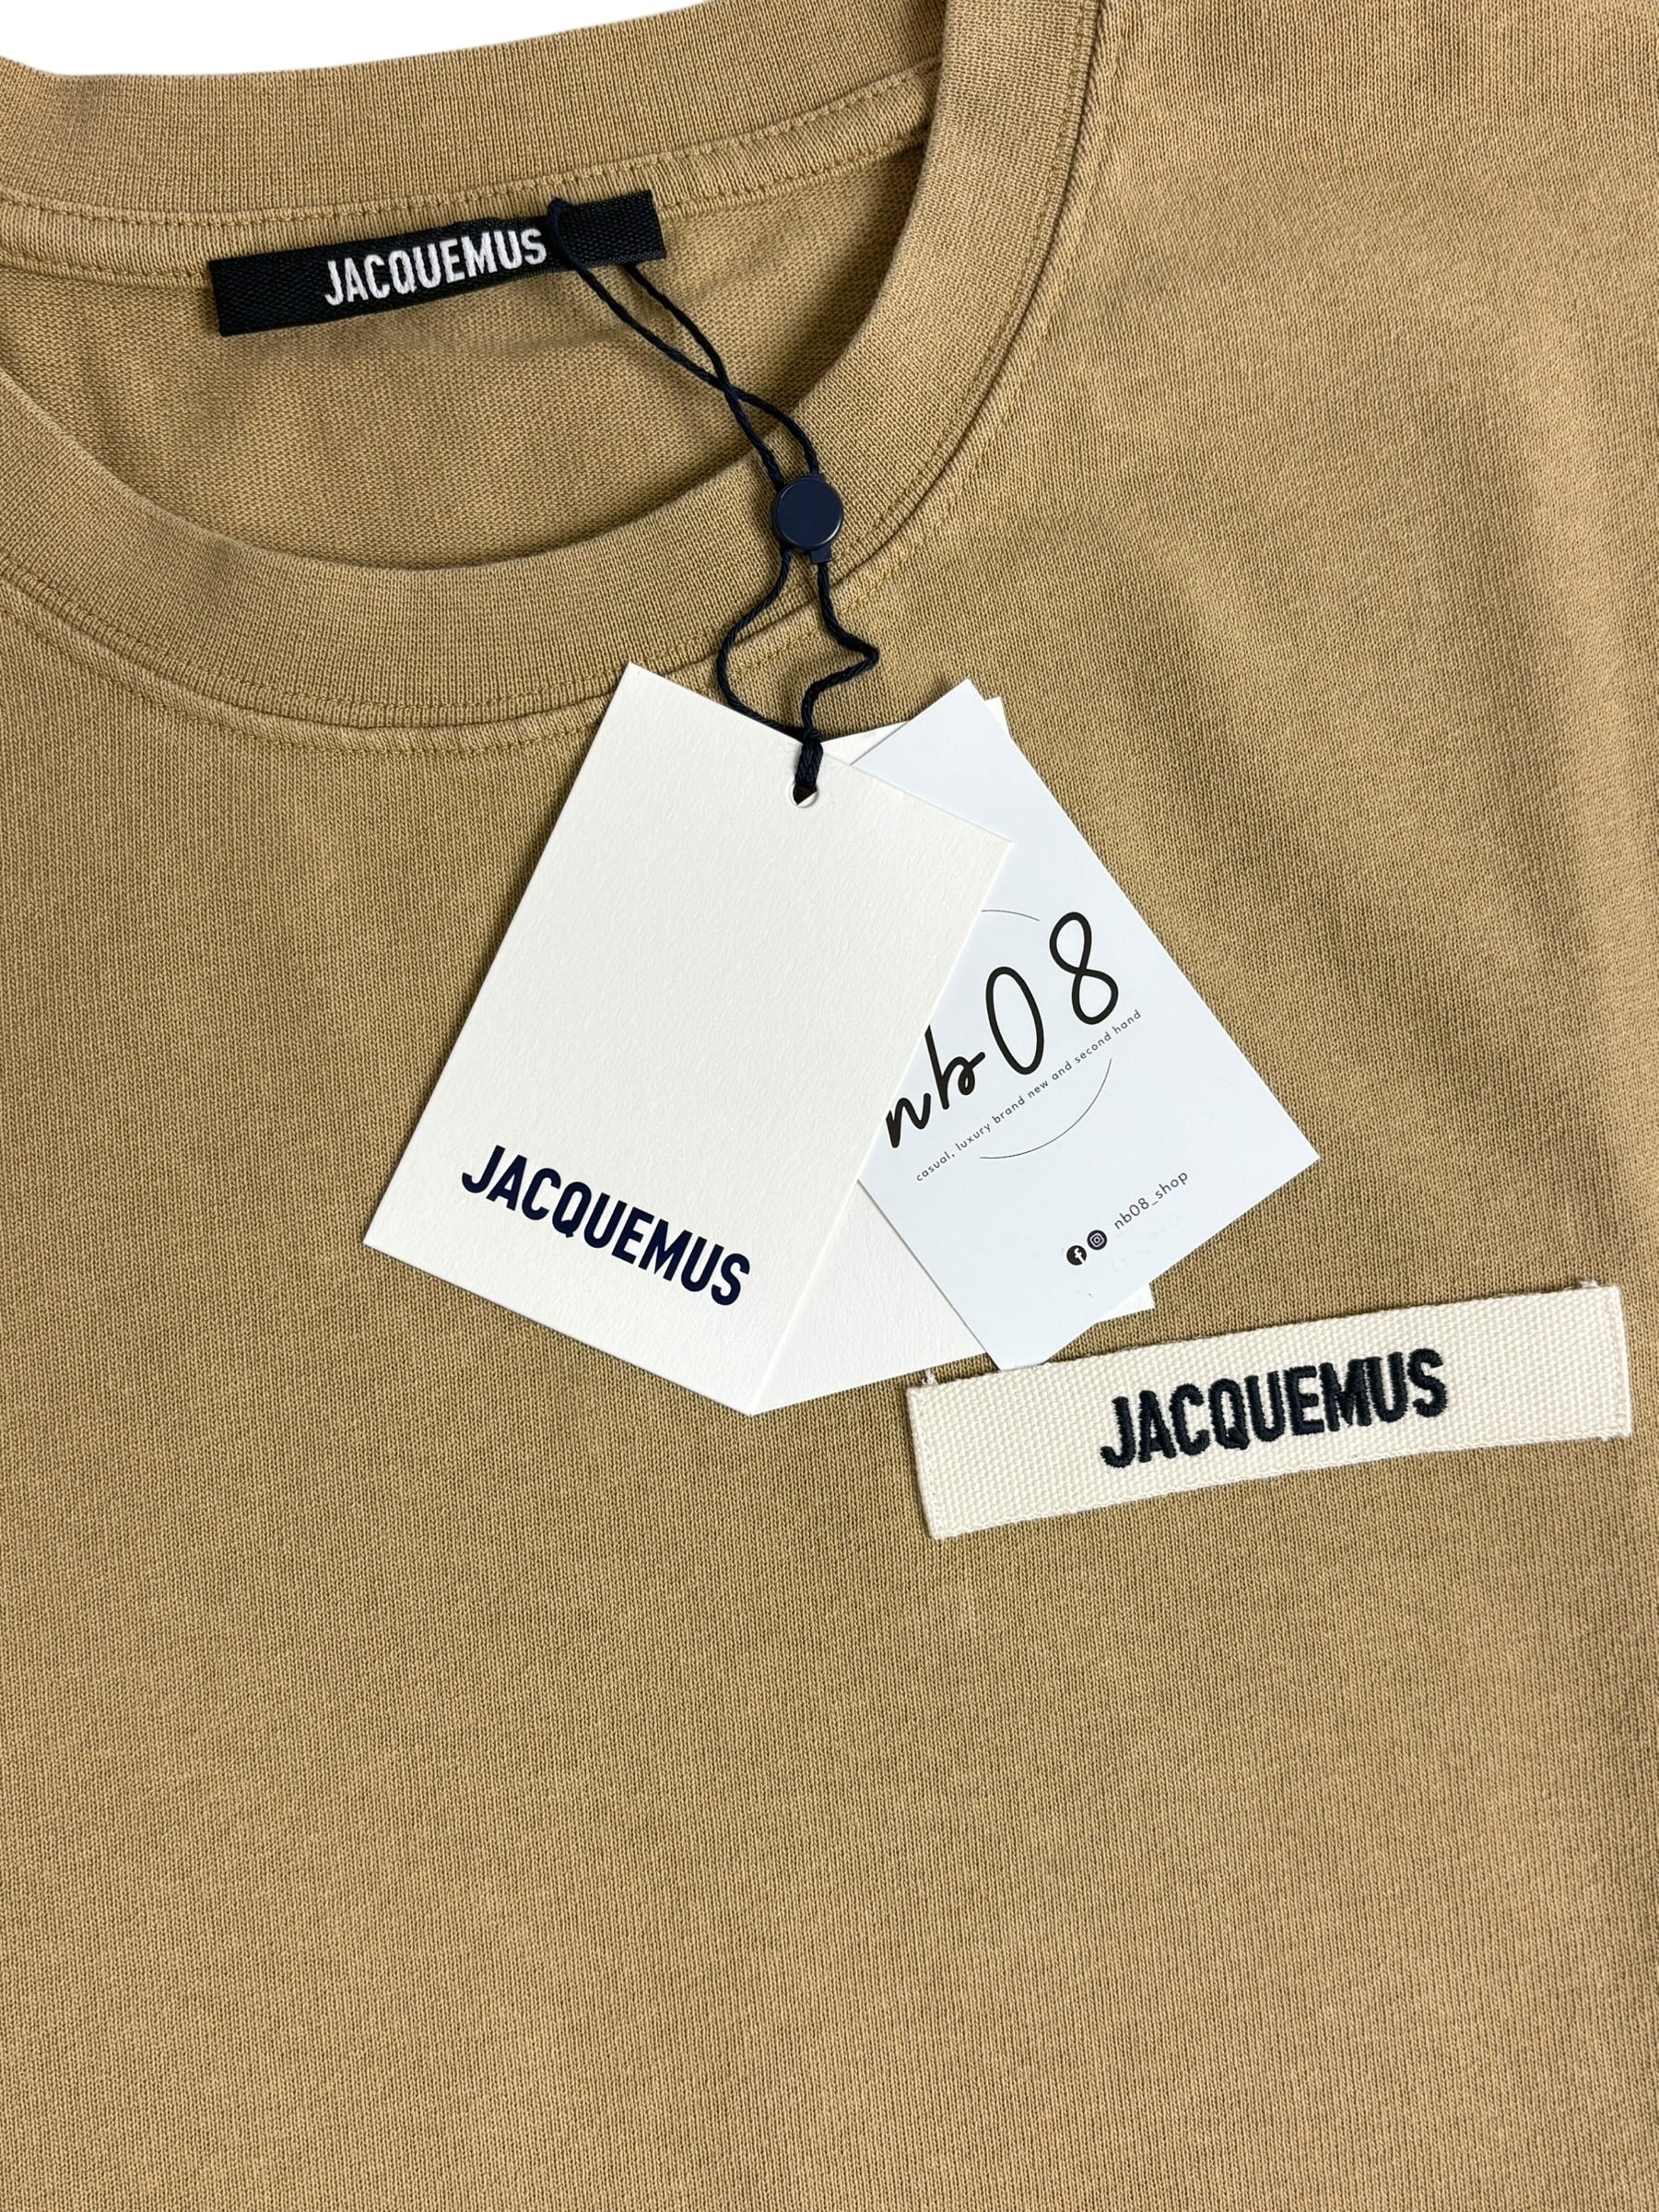 JACQUEMUS
JACQUEMUS
nb08
casual, luxury brand new and second hand
nb08_shop
JACQUEMUS